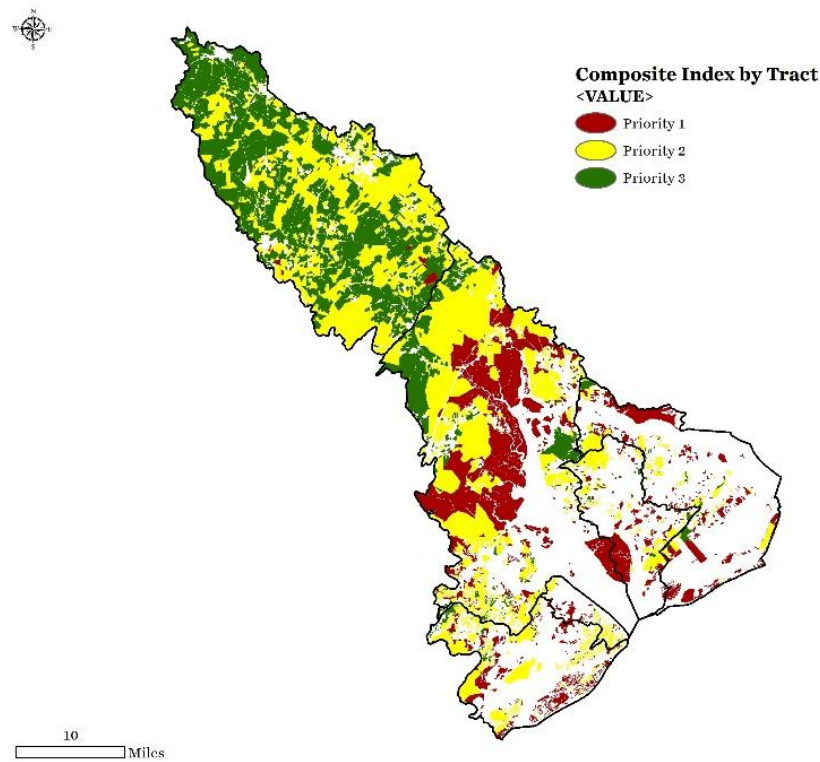 N
W
E
S
Composite Index by Tract
<VALUE>
Priority 1
Priority 2
Priority 3
10
Miles